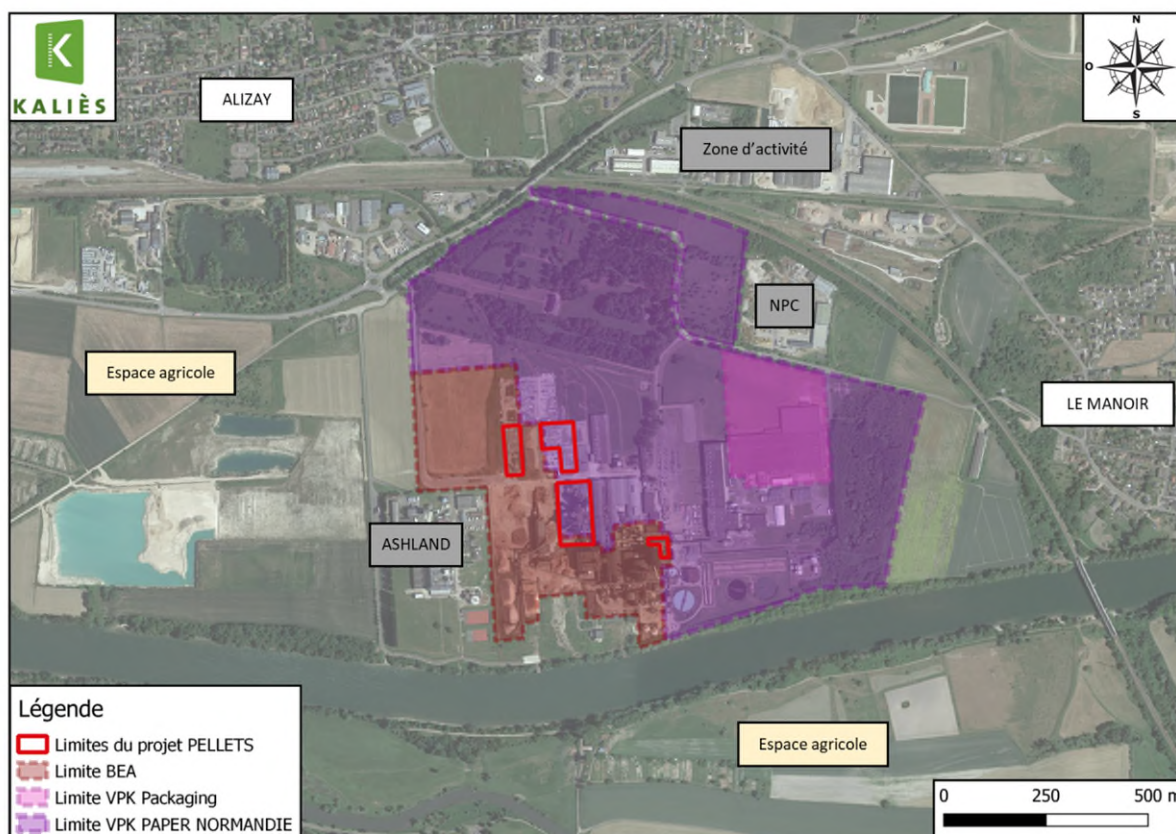 KALIÈS
ALIZAY
N
O
S
Zone d'activité
NPC
Espace agricole
LE MANOIR
ASHLAND
Espace agricole
Légende
Limites du projet PELLETS
Limite BEA
Limite VPK Packaging
Limite VPK PAPER NORMANDIE
0 250 500 m